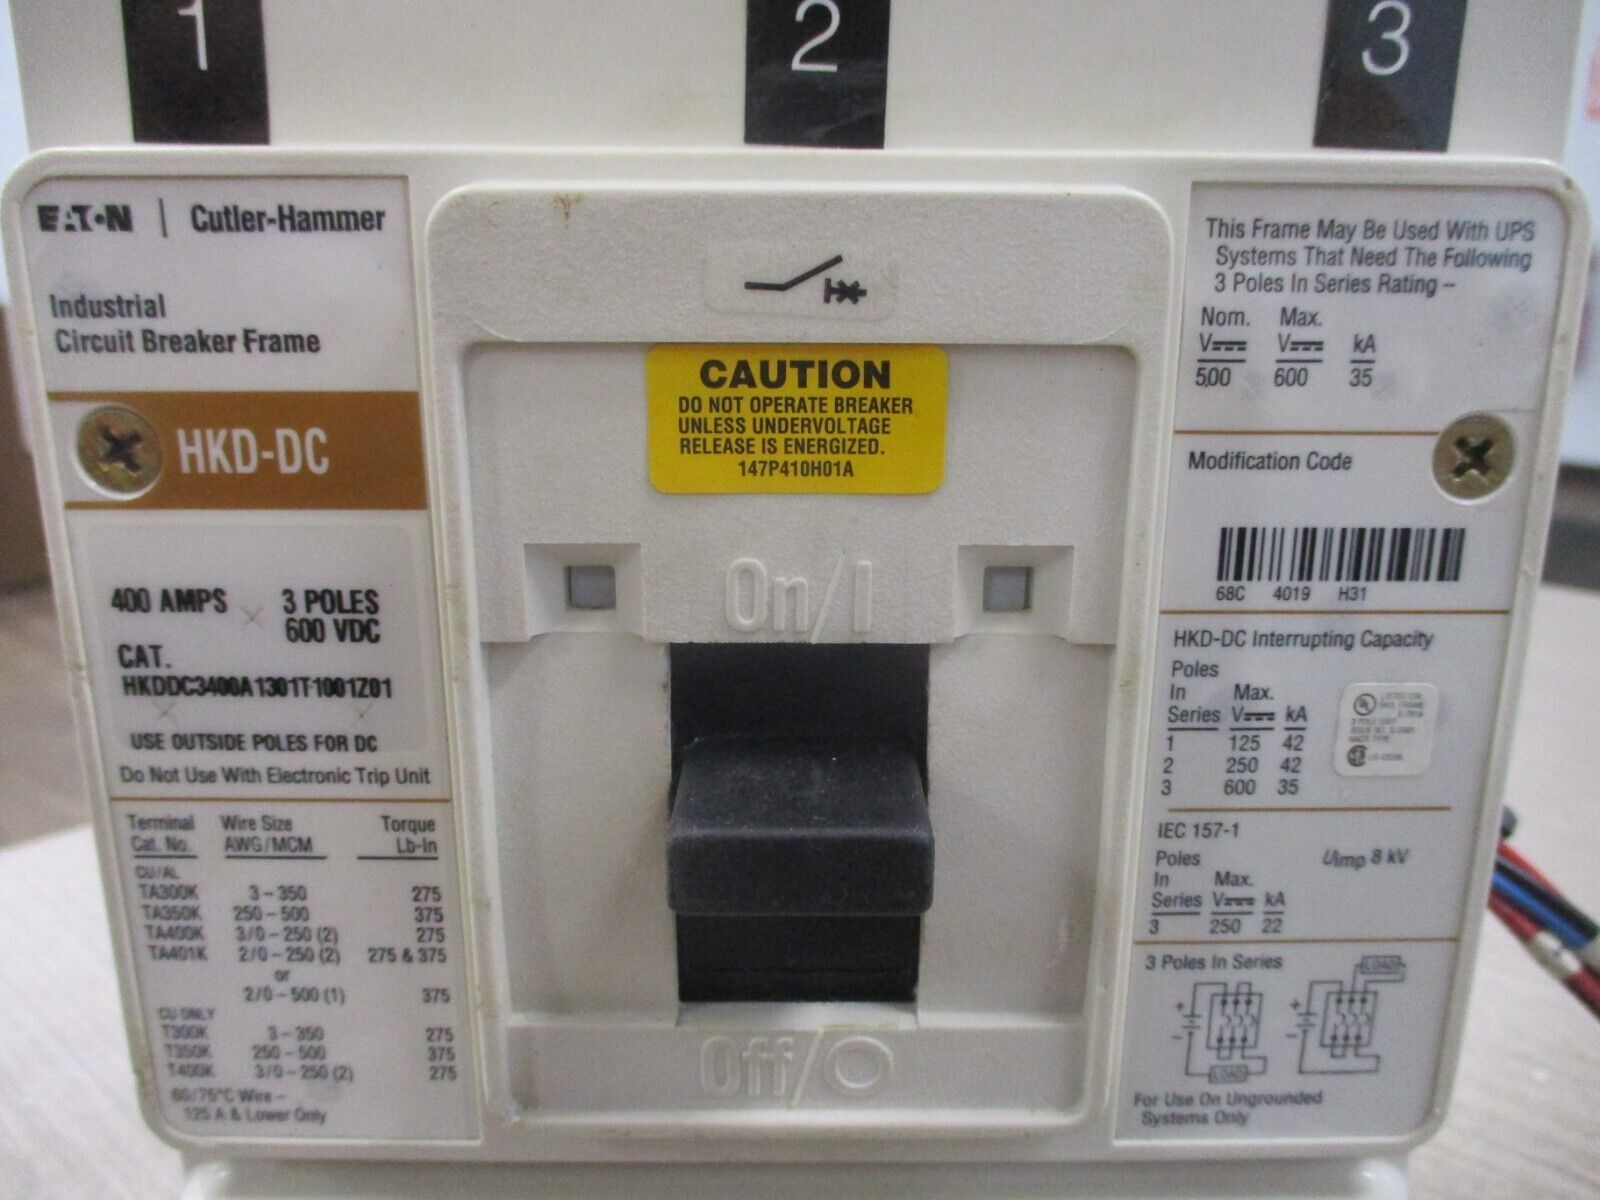 1 2 3
EATON | Cutler-Hammer
Industrial
Circuit Breaker Frame
HKD-DC
400 AMPS 3 POLES
600 VDC
CAT.
HKDDC3400A1301T1001Z01
USE OUTSIDE POLES FOR DC
Do Not Use With Electronic Trip Unit
Terminal Wire Size Torque
Cat. No. AWG/MCM Lb-In
CU/AL
TA300K 3-350 275
TA350K 250-500 375
TA400K 3/0-250 (2) 275
TA401K 2/0-250 (2) 275 & 375
or
2/0-500 (1) 375
CU ONLY
T300K 3-350 275
T350K 250-500 375
T400K 3/0-250 (2) 275
60/75°C Wire-
125 A & Lower Only
CAUTION
DO NOT OPERATE BREAKER
UNLESS UNDERVOLTAGE
RELEASE IS ENERGIZED.
147P410H01A
On/I
Off/O
This Frame May Be Used With UPS
Systems That Need The Following
3 Poles In Series Rating-
Nom. Max.
V V kA
500 600 35
Modification Code
68C 4019 H31
HKD-DC Interrupting Capacity
Poles
In Max.
Series V kA
1 125 42
2 250 42
3 600 35
UL LISTED CIR.
BKR. FRAME
3 POLE UNIT
IEC 157-1
Poles Uimp 8 kV
In Max.
Series V kA
3 250 22
3 Poles In Series
LOAD
+ +
- -
LOAD
For Use On Ungrounded
Systems Only